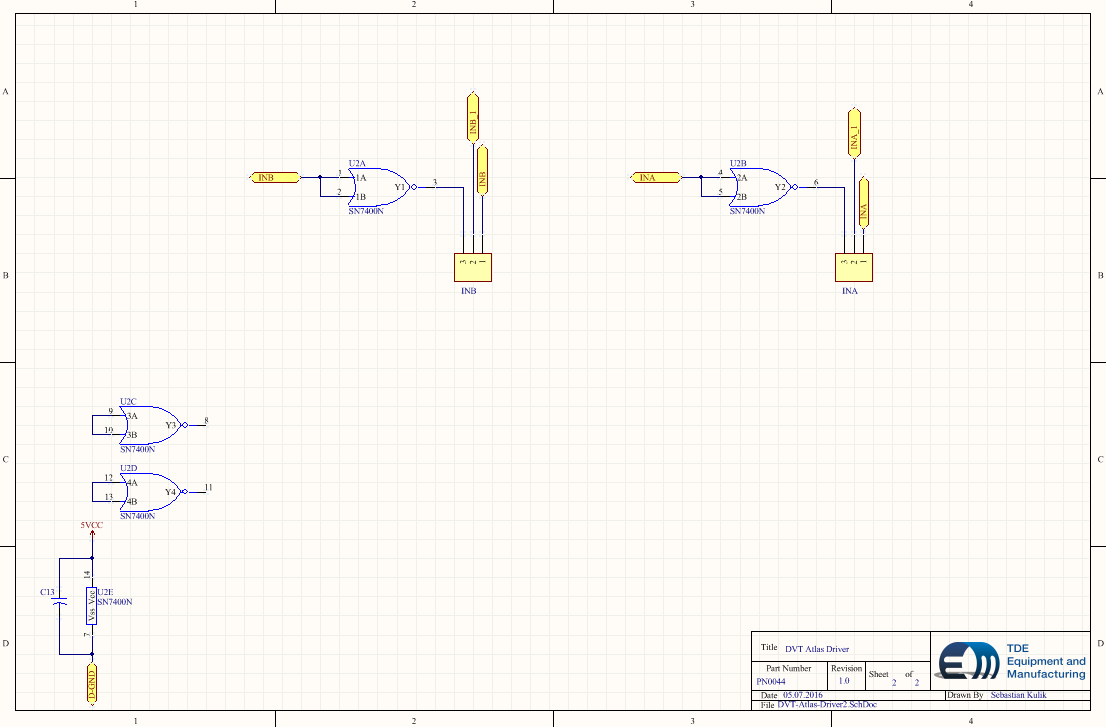 1 2 3 4
A A
INB_1
INA_1
U2A
U2B
INB 1 1A
2 1B
Y1 3
INB
INA 4 2A
5 2B
Y2 6
INA
SN7400N
SN7400N
3 2 1
3 2 1
B B
INB
INA
U2C
9 3A
10 3B
Y3 8
SN7400N
C C
U2D
12 4A
13 4B
Y4 11
SN7400N
5VCC
14
C13
Vss Vcc
U2E
SN7400N
7
D D
D-GND
Title DVT Atlas Driver
Part Number
PN0044
Revision
1.0
Sheet 2 of 2
TDE
Equipment and
Manufacturing
Date 05.07.2016
Drawn By Sebastian Kulik
File DVT-Atlas-Driver2.SchDoc
1 2 3 4